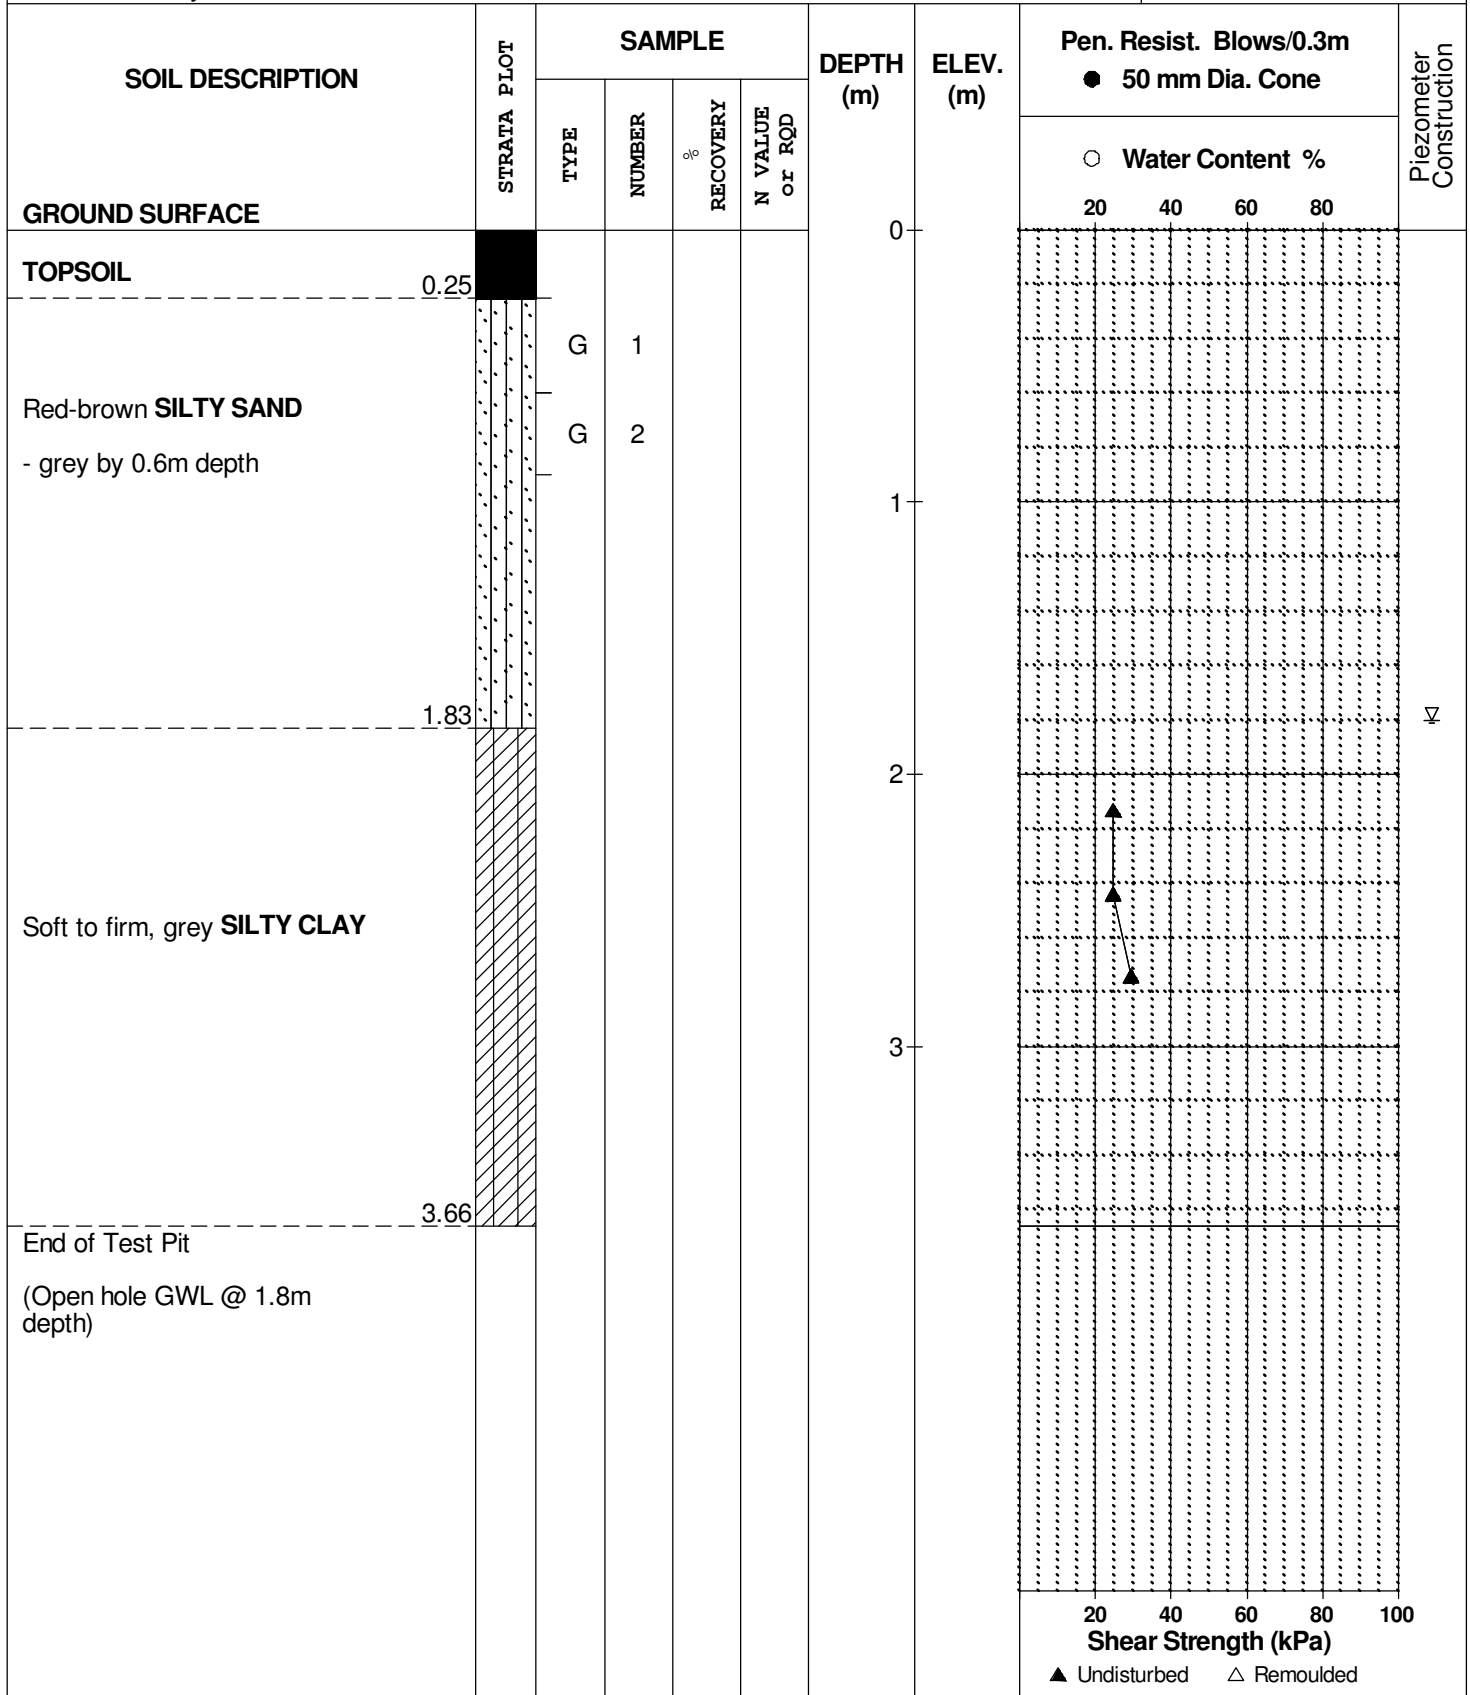 SOIL DESCRIPTION
GROUND SURFACE
STRATA PLOT
SAMPLE
TYPE
NUMBER
%
RECOVERY
N VALUE
or RQD
DEPTH
(m)
ELEV.
(m)
Pen. Resist. Blows/0.3m
● 50 mm Dia. Cone
○ Water Content %
20 40 60 80
Piezometer
Construction
0
TOPSOIL
0.25
G 1
Red-brown SILTY SAND
G 2
- grey by 0.6m depth
1
1.83
2
Soft to firm, grey SILTY CLAY
3
3.66
End of Test Pit
(Open hole GWL @ 1.8m
depth)
20 40 60 80 100
Shear Strength (kPa)
▲ Undisturbed △ Remoulded